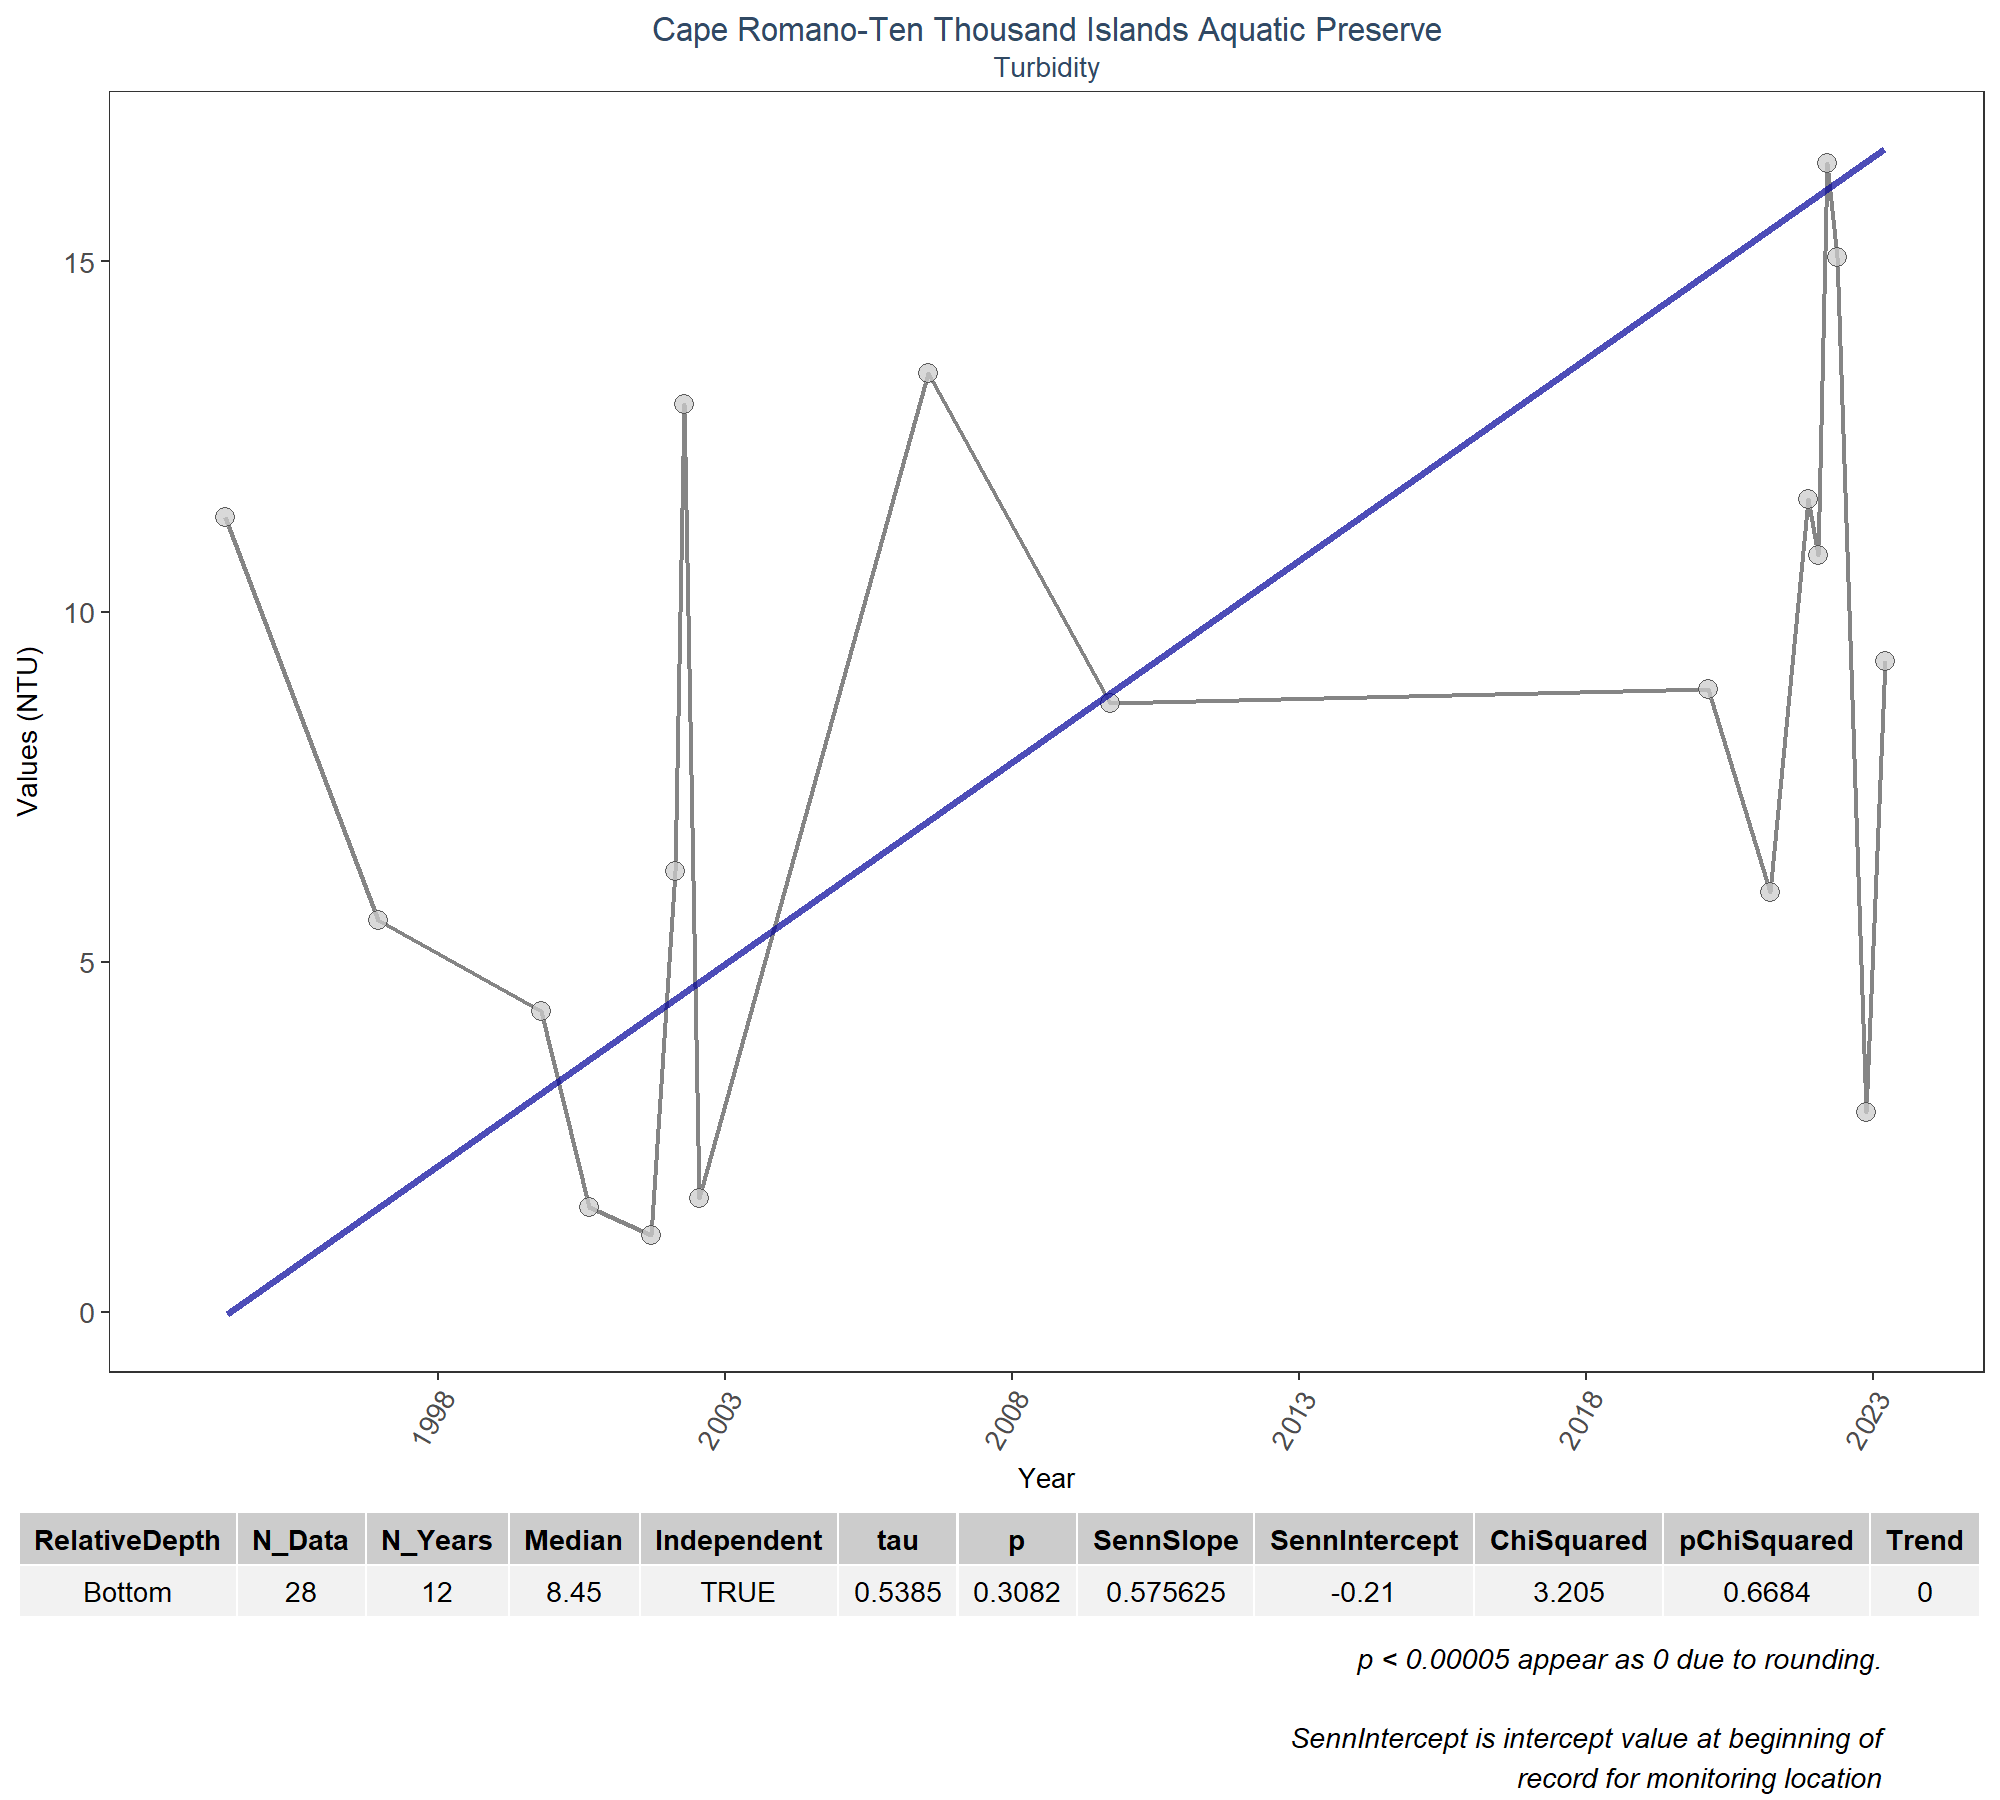 Cape Romano-Ten Thousand Islands Aquatic Preserve
Turbidity
Values (NTU)
15
10
5
0
1998 2003 2008 2013 2018 2023
Year
RelativeDepth N_Data N_Years Median Independent tau p SennSlope SennIntercept ChiSquared pChiSquared Trend
Bottom 28 12 8.45 TRUE 0.5385 0.3082 0.575625 -0.21 3.205 0.6684 0
p < 0.00005 appear as 0 due to rounding.
SennIntercept is intercept value at beginning of
record for monitoring location